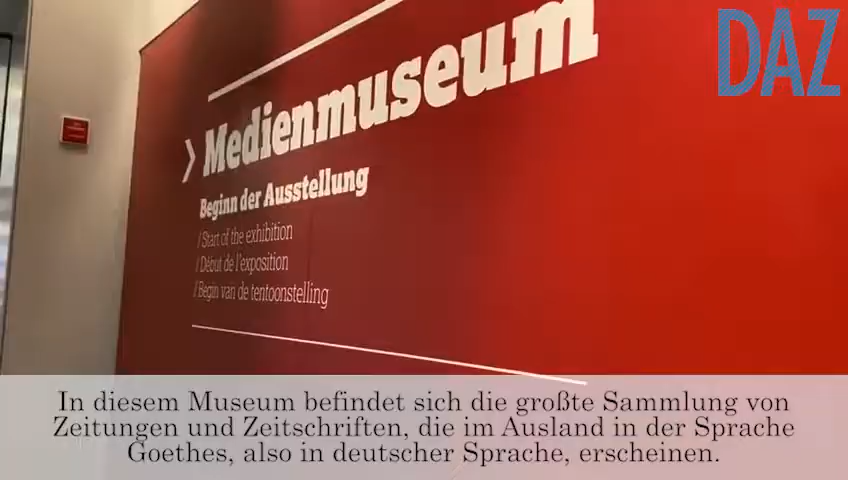 DAZ
Medienmuseum
Beginn der Ausstellung
/ Start of the exhibition
/ Début de l'exposition
/ Begin van de tentoonstelling
In diesem Museum befindet sich die großte Sammlung von
Zeitungen und Zeitschriften, die im Ausland in der Sprache
Goethes, also in deutscher Sprache, erscheinen.